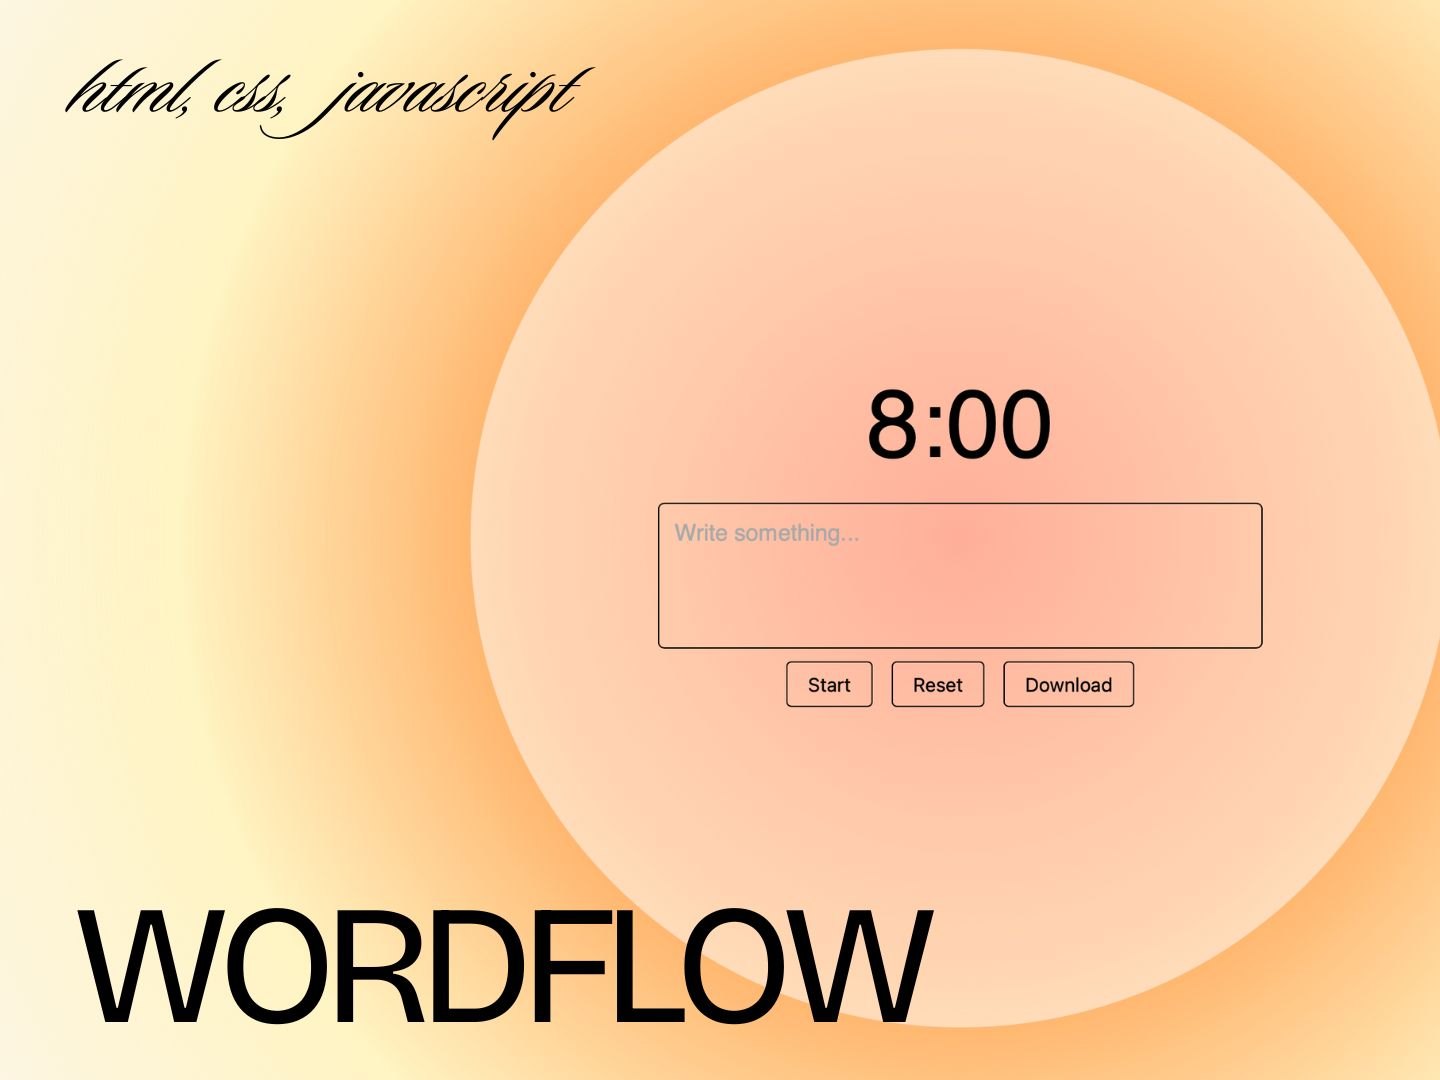 html, css, javascript
8:00
Write something...
Start Reset Download
WORDFLOW